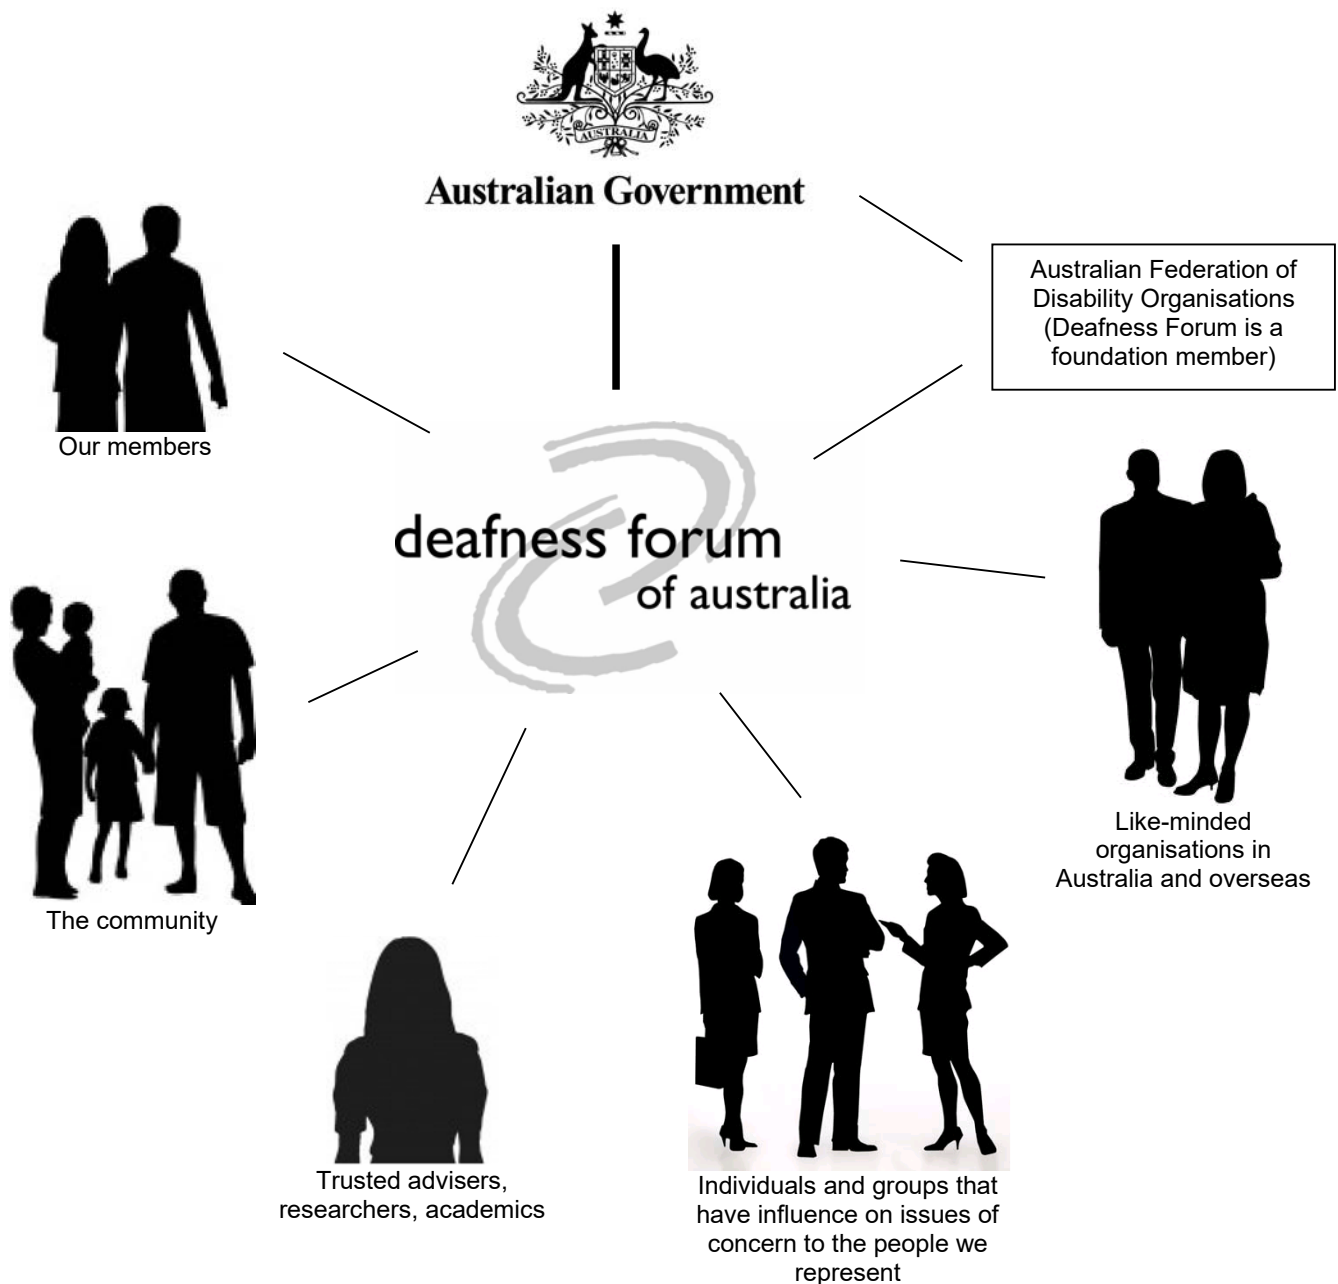 AUSTRALIA
Australian Government
Australian Federation of
Disability Organisations
(Deafness Forum is a
foundation member)
Our members
deafness forum
of australia
Like-minded
organisations in
Australia and overseas
The community
Trusted advisers,
researchers, academics
Individuals and groups that
have influence on issues of
concern to the people we
represent